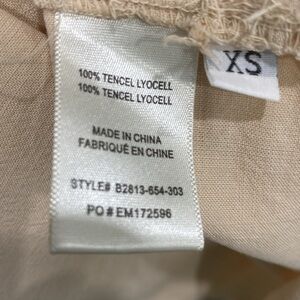 100% TENCEL LYOCELL
100% TENCEL LYOCELL
MADE IN CHINA
FABRIQUÉ EN CHINE
STYLE# B2813-654-303
PO # EM172596
XS